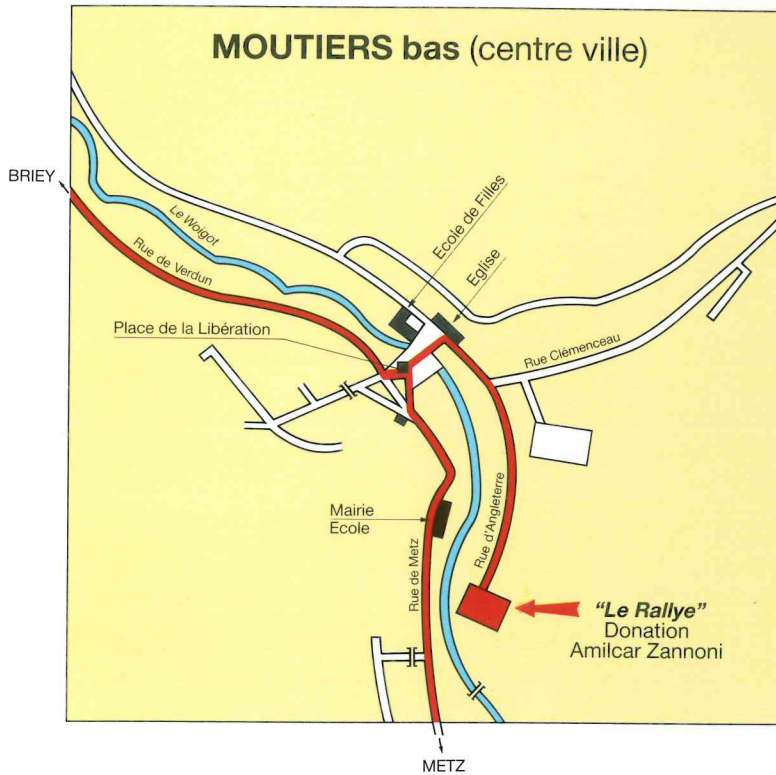 MOUTIERS bas (centre ville)
BRIEY
Le Woigot
Rue de Verdun
Ecole de Filles
Eglise
Place de la Libération
Rue Clémenceau
Mairie
Ecole
Rue de Metz
Rue d'Angleterre
"Le Rallye"
Donation
Amilcar Zannoni
METZ